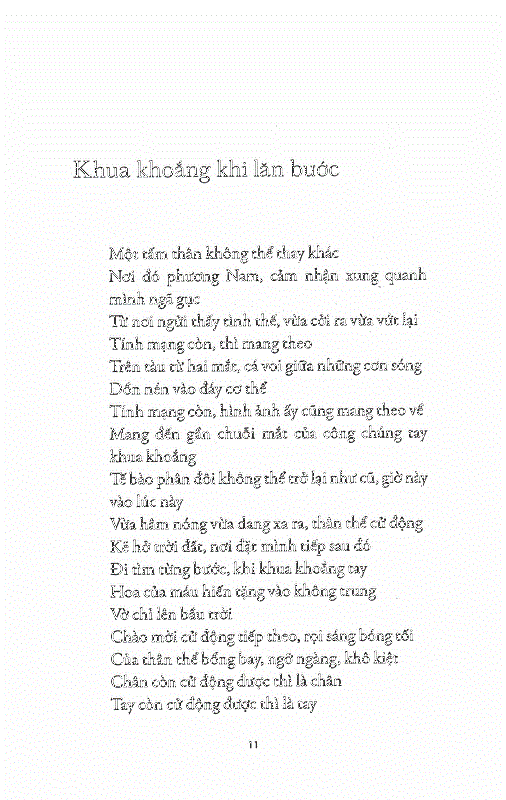 Khua khoắng khi lăn bước
Một tấm thân không thể thay khác
Nơi đó phương Nam, cảm nhận xung quanh
mình ngã gục
Từ nơi ngửi thấy tình thế, vừa cởi ra vừa vứt lại
Tính mạng còn, thì mang theo
Trên tàu từ hai mắt, cá voi giữa những cơn sóng
Dồn nén vào đáy cơ thể
Tính mạng còn, hình ảnh ấy cũng mang theo về
Mang đến gần chuỗi mắt của công chúng tay
khua khoắng
Tế bào phân đôi không thể trở lại như cũ, giờ này
vào lúc này
Vừa hâm nóng vừa dang xa ra, thân thể cử động
Kẽ hở trời đất, nơi đặt mình tiếp sau đó
Đi tìm từng bước, khi khua khoắng tay
Hoa của máu hiến tặng vào không trung
Vờ chỉ lên bầu trời
Chào mời cử động tiếp theo, rọi sáng bóng tối
Của thân thể bổng bay, ngỡ ngàng, khô kiệt
Chân còn cử động được thì là chân
Tay còn cử động được thì là tay
11